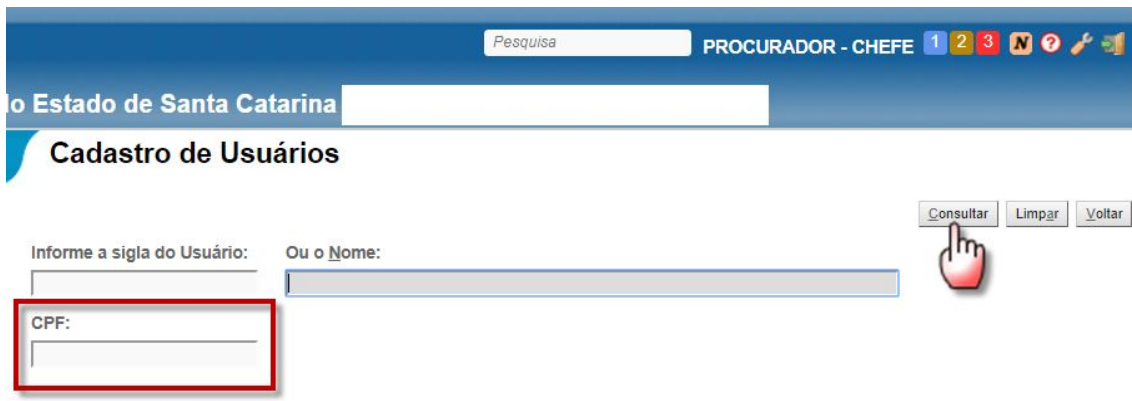 Pesquisa
PROCURADOR - CHEFE 1 2 3 N ?
lo Estado de Santa Catarina
Cadastro de Usuários
Consultar Limpar Voltar
Informe a sigla do Usuário: Ou o Nome:
CPF: